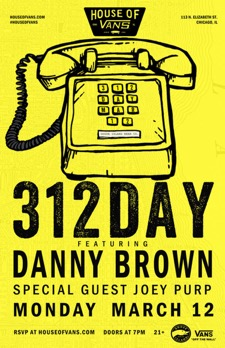 HOUSEOFVANS.COM
#HOUSEOFVANS
HOUSE OF
VANS
113 N. ELIZABETH ST.
CHICAGO, IL
312DAY
FEATURING
DANNY BROWN
SPECIAL GUEST JOEY PURP
MONDAY MARCH 12
RSVP AT HOUSEOFVANS.COM DOORS AT 7PM 21+
VANS
"OFF THE WALL"